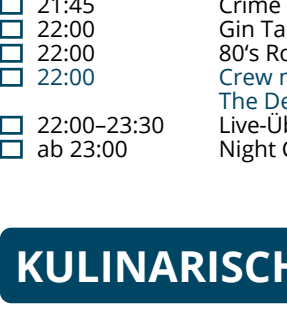 21:45 Crime
22:00 Gin Ta
22:00 80's Ro
22:00 Crew
The De
22:00–23:30 Live-Üb
ab 23:00 Night
KULINARISCH